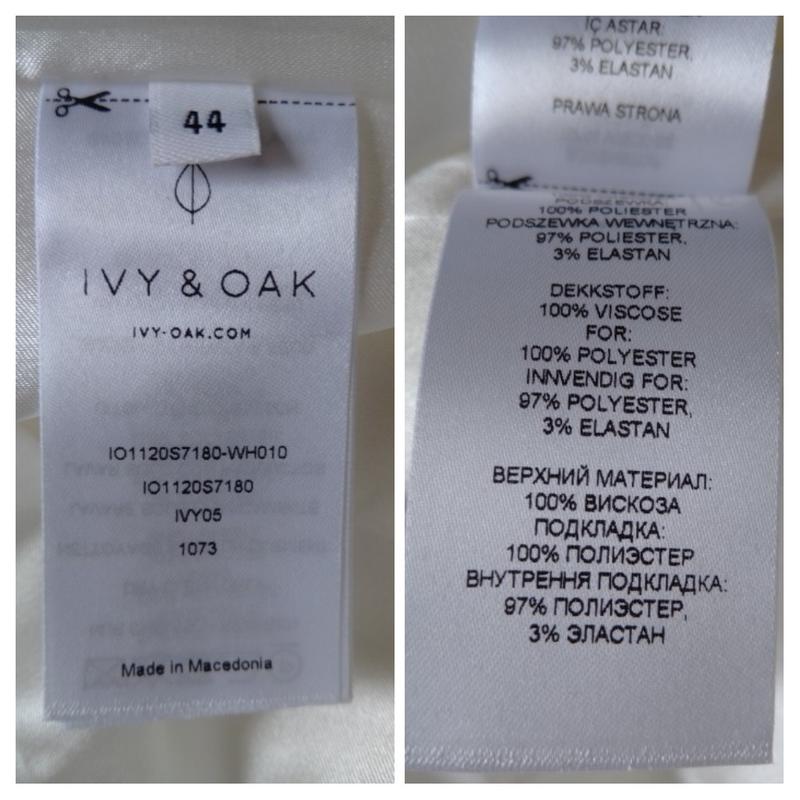 44
IVY & OAK
IVY-OAK.COM
IO1120S7180-WH010
IO1120S7180
IVY05
1073
Made in Macedonia
İÇ ASTAR:
97% POLYESTER,
3% ELASTAN
PRAWA STRONA
PODSZEWKA:
100% POLIESTER
PODSZEWKA WEWNĘTRZNA:
97% POLIESTER,
3% ELASTAN
DEKKSTOFF:
100% VISCOSE
FOR:
100% POLYESTER
INNVENDIG FOR:
97% POLYESTER,
3% ELASTAN
ВЕРХНИЙ МАТЕРИАЛ:
100% ВИСКОЗА
ПОДКЛАДКА:
100% ПОЛИЭСТЕР
ВНУТРЕННЯ ПОДКЛАДКА:
97% ПОЛИЭСТЕР,
3% ЭЛАСТАН